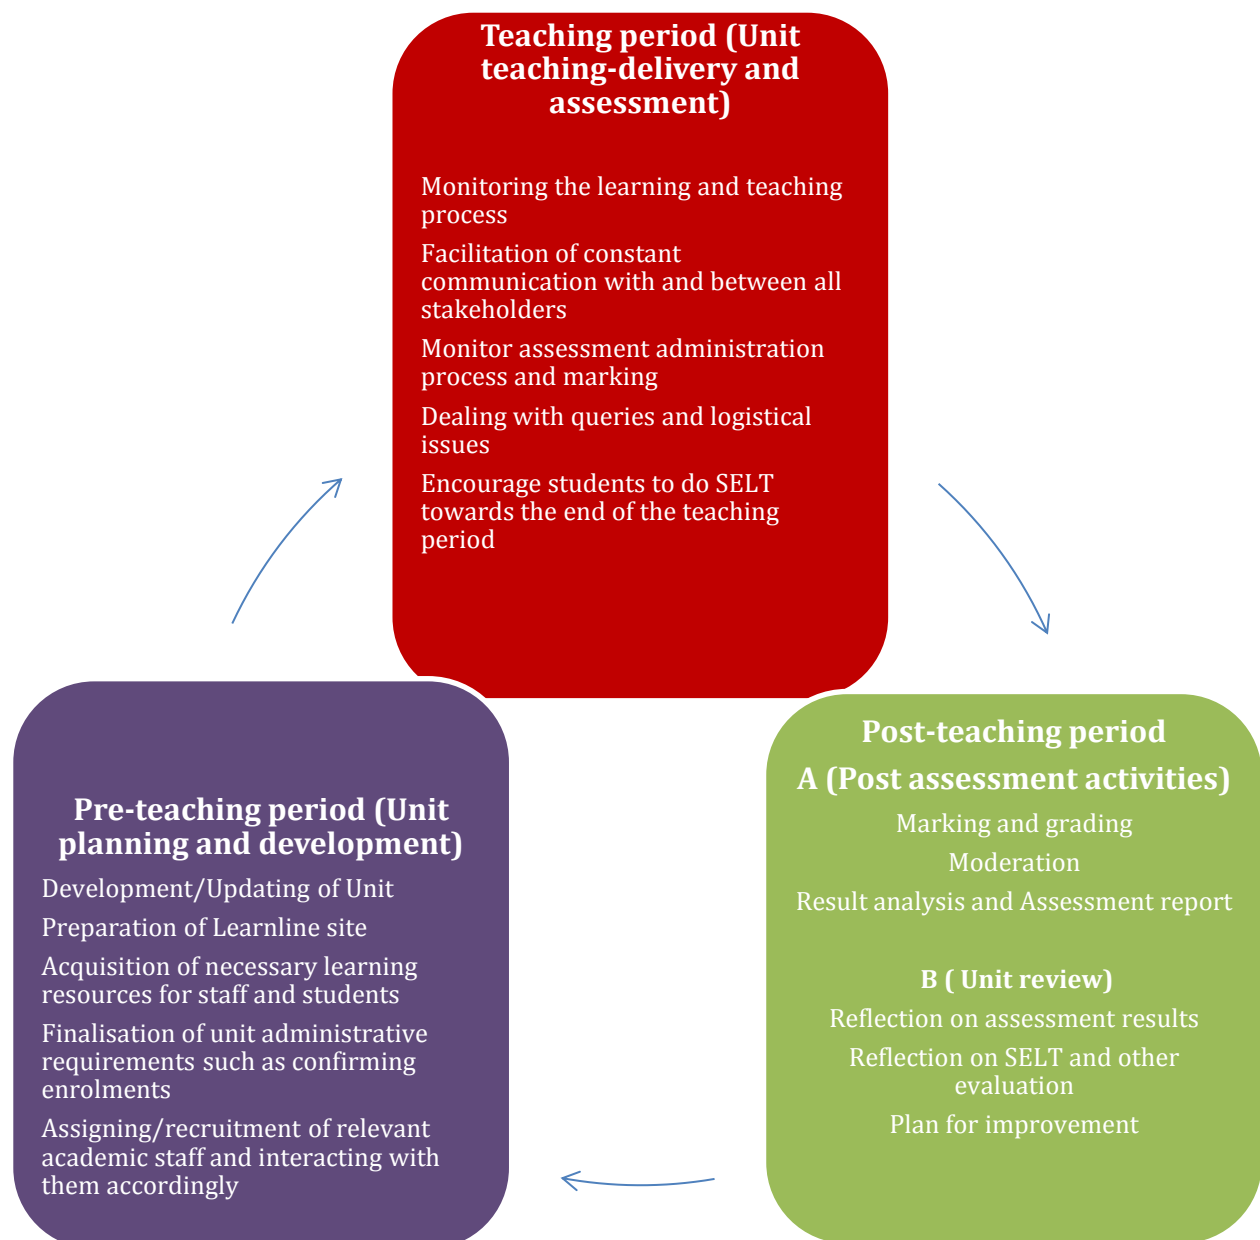 Teaching period (Unit
teaching-delivery and
assessment)
Monitoring the learning and teaching
process
Facilitation of constant
communication with and between all
stakeholders
Monitor assessment administration
process and marking
Dealing with queries and logistical
issues
Encourage students to do SELT
towards the end of the teaching
period
Post-teaching period
A (Post assessment activities)
Marking and grading
Moderation
Result analysis and Assessment report
B ( Unit review)
Reflection on assessment results
Reflection on SELT and other
evaluation
Plan for improvement
Pre-teaching period (Unit
planning and development)
Development/Updating of Unit
Preparation of Learnline site
Acquisition of necessary learning
resources for staff and students
Finalisation of unit administrative
requirements such as confirming
enrolments
Assigning/recruitment of relevant
academic staff and interacting with
them accordingly